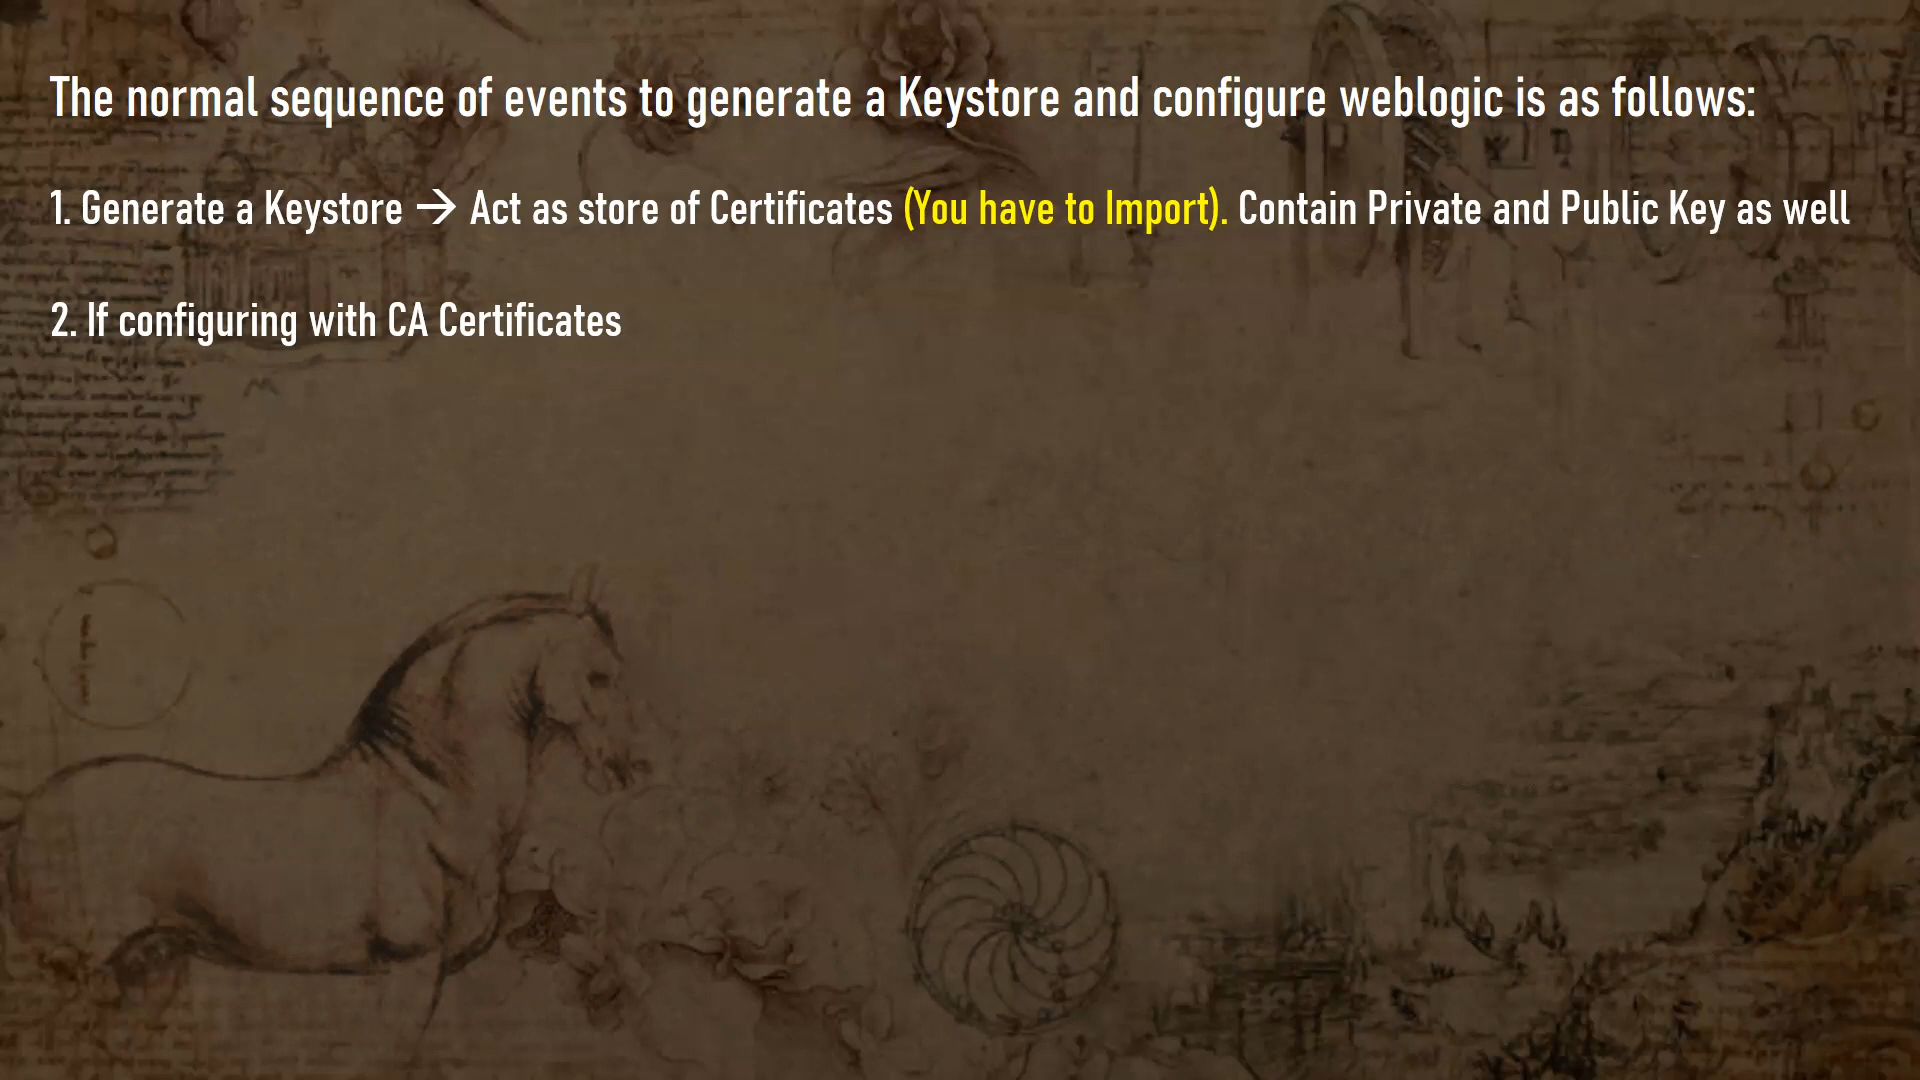 The normal sequence of events to generate a Keystore and configure weblogic is as follows:
1. Generate a Keystore → Act as store of Certificates (You have to Import). Contain Private and Public Key as well
2. If configuring with CA Certificates